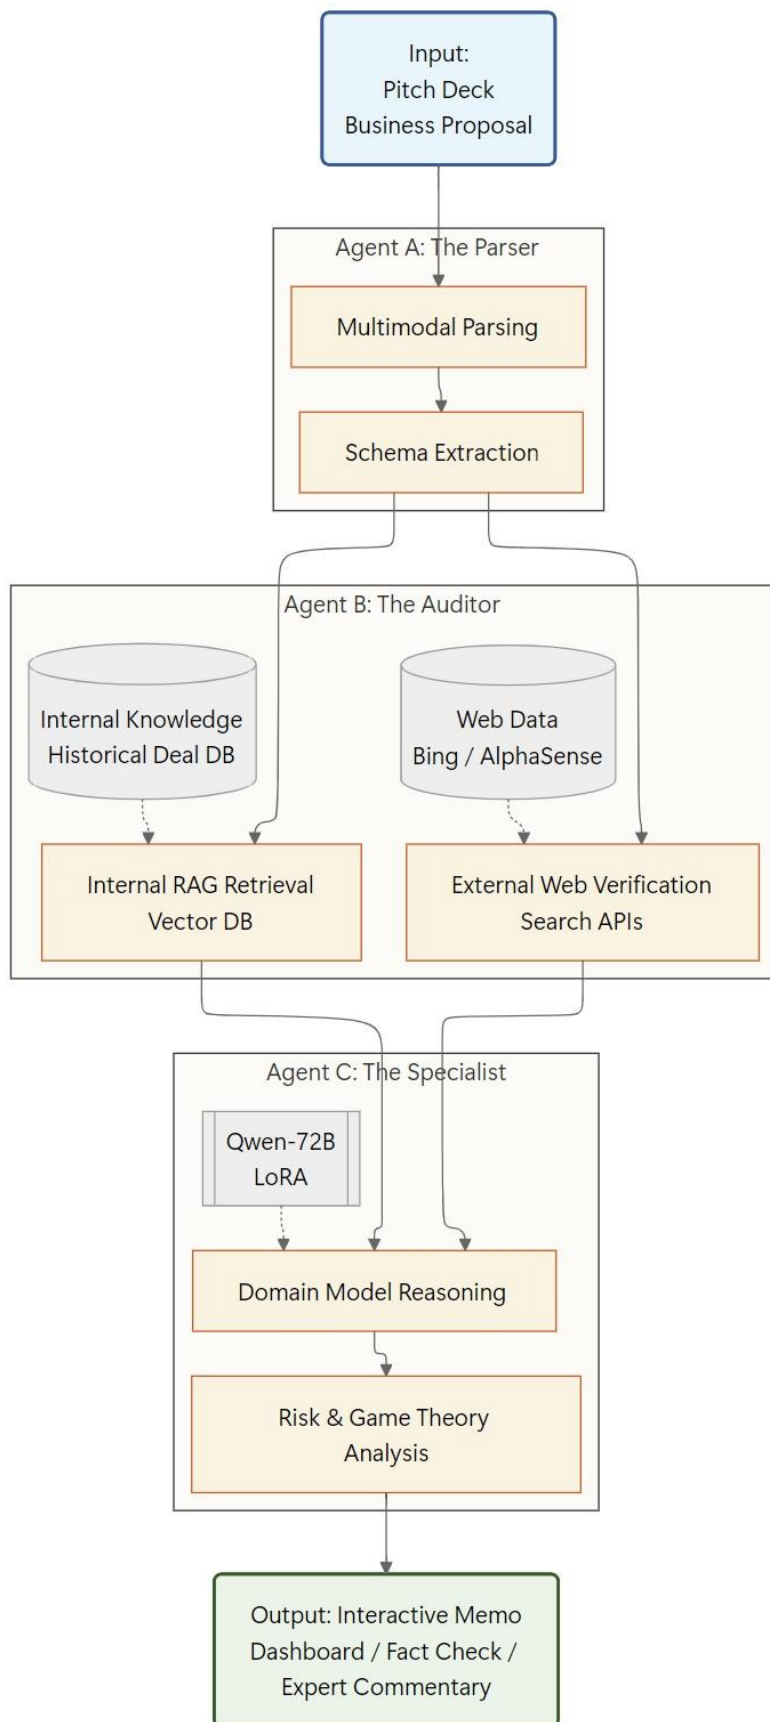 Input:
Pitch Deck
Business Proposal
Agent A: The Parser
Multimodal Parsing
Schema Extraction
Agent B: The Auditor
Internal Knowledge
Historical Deal DB
Web Data
Bing / AlphaSense
Internal RAG Retrieval
Vector DB
External Web Verification
Search APIs
Agent C: The Specialist
Qwen-72B
LoRA
Domain Model Reasoning
Risk & Game Theory
Analysis
Output: Interactive Memo
Dashboard / Fact Check /
Expert Commentary